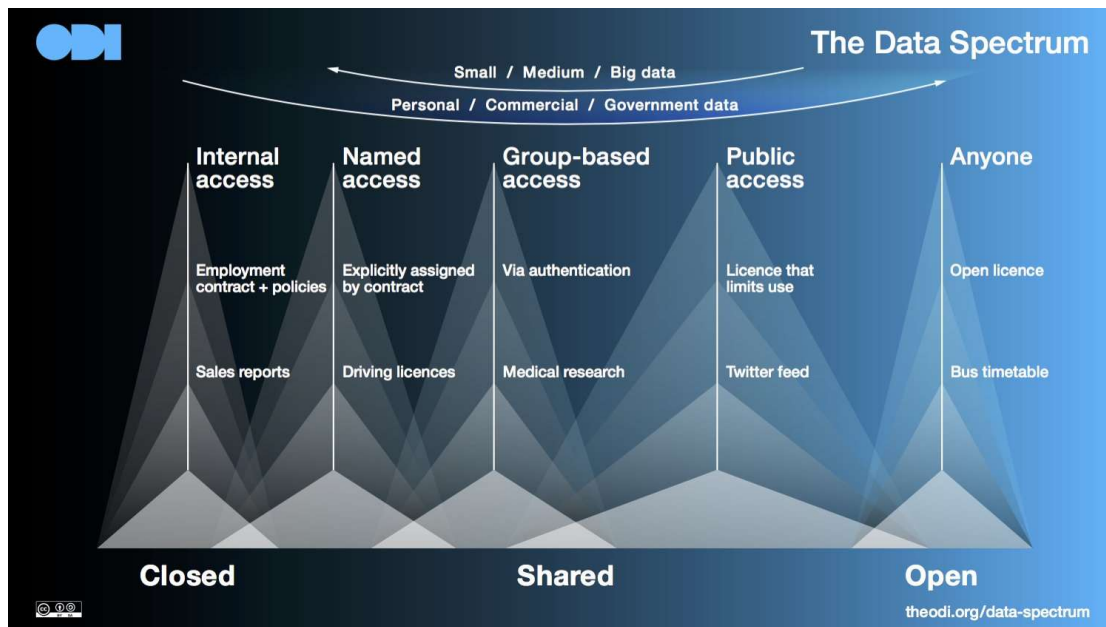 ODI
The Data Spectrum
Small / Medium / Big data
Personal / Commercial / Government data
Internal
access
Named
access
Group-based
access
Public
access
Anyone
Employment
contract + policies
Explicitly assigned
by contract
Via authentication
Licence that
limits use
Open licence
Sales reports
Driving licences
Medical research
Twitter feed
Bus timetable
Closed
Shared
Open
theodi.org/data-spectrum